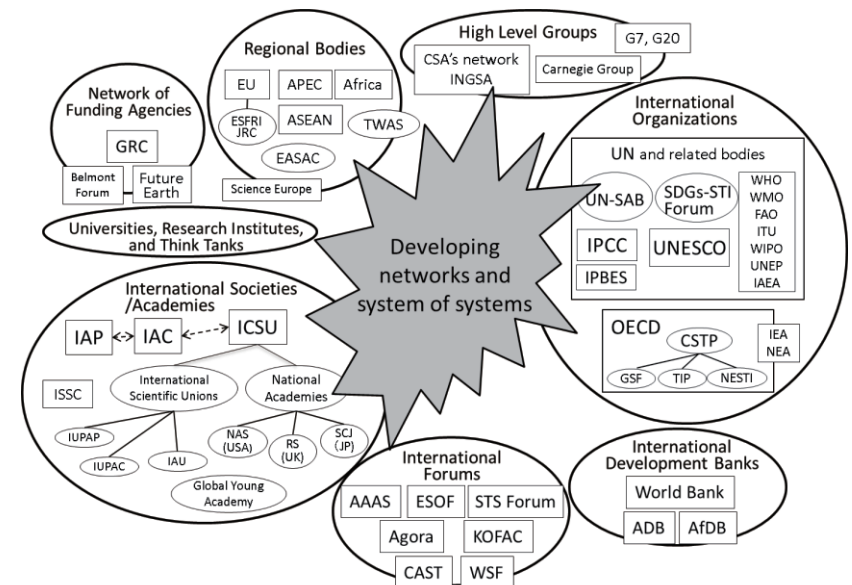 High Level Groups
G7, G20
CSA's network
INGSA
Carnegie Group
Regional Bodies
EU
APEC
Africa
ESFRI
JRC
ASEAN
TWAS
EASAC
Science Europe
Network of
Funding Agencies
GRC
Belmont
Forum
Future
Earth
Universities, Research Institutes,
and Think Tanks
International
Organizations
UN and related bodies
UN-SAB
SDGs-STI
Forum
IPCC
UNESCO
IPBES
WHO
WMO
FAO
ITU
WIPO
UNEP
IAEA
OECD
CSTP
GSF
TIP
NESTI
IEA
NEA
Developing
networks and
system of systems
International Societies
/Academies
IAP
IAC
ICSU
ISSC
International
Scientific Unions
National
Academies
IUPAP
IUPAC
IAU
NAS
(USA)
RS
(UK)
SCJ
(JP)
Global Young
Academy
International
Forums
AAAS
ESOF
STS Forum
Agora
KOFAC
CAST
WSF
International
Development Banks
World Bank
ADB
AfDB